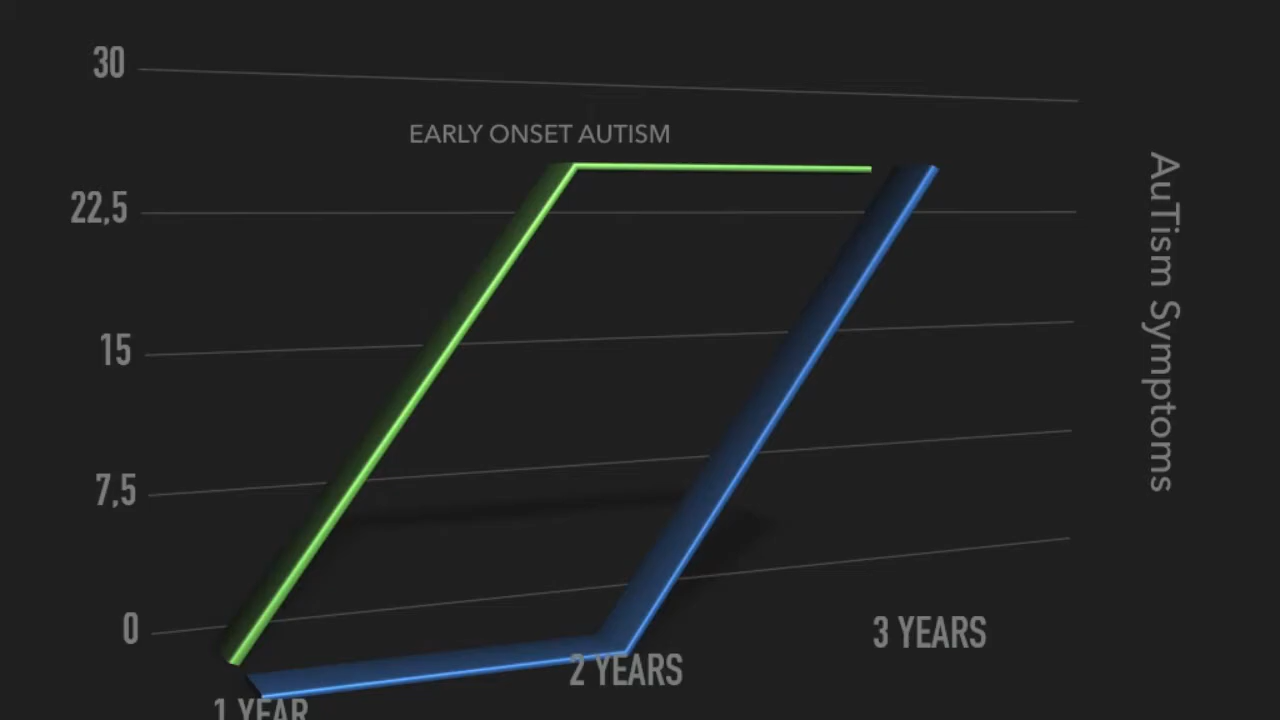 30
EARLY ONSET AUTISM
22,5
15
7,5
0
AuTism Symptoms
3 YEARS
2 YEARS
1 YEAR